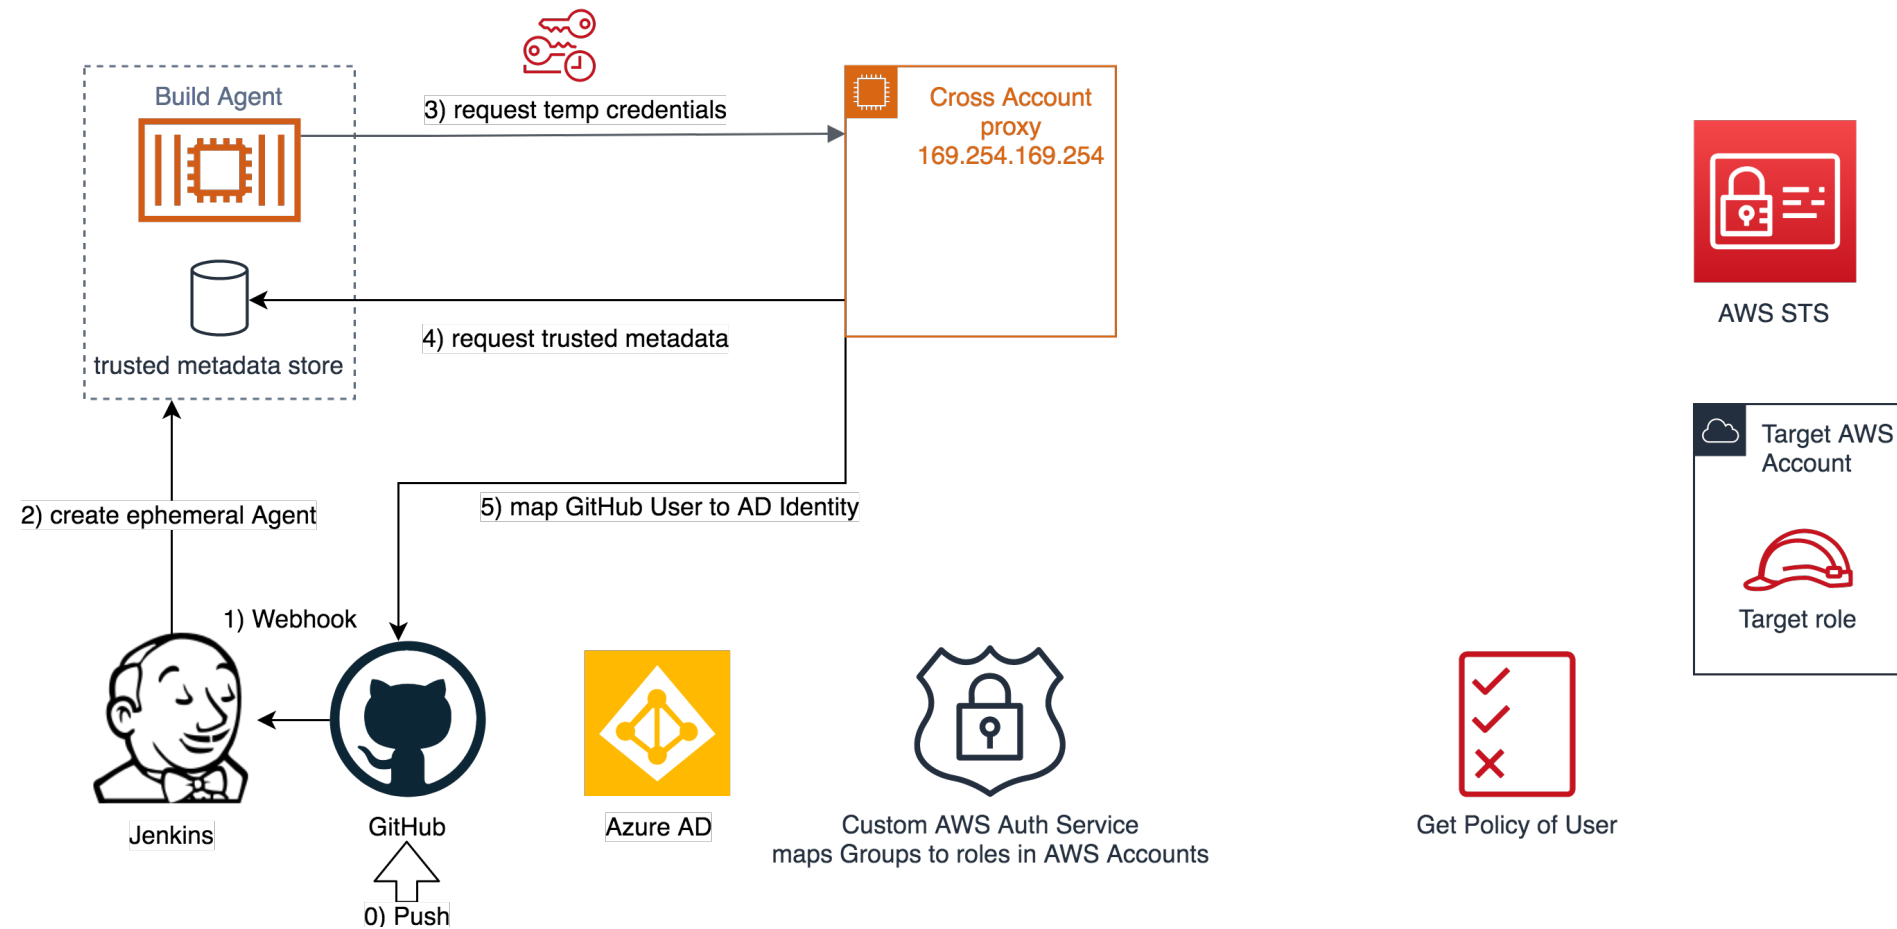 Build Agent
3) request temp credentials
Cross Account
proxy
169.254.169.254
AWS STS
4) request trusted metadata
trusted metadata store
Target AWS
Account
5) map GitHub User to AD Identity
2) create ephemeral Agent
1) Webhook
Target role
Jenkins
GitHub
Azure AD
Custom AWS Auth Service
maps Groups to roles in AWS Accounts
Get Policy of User
0) Push